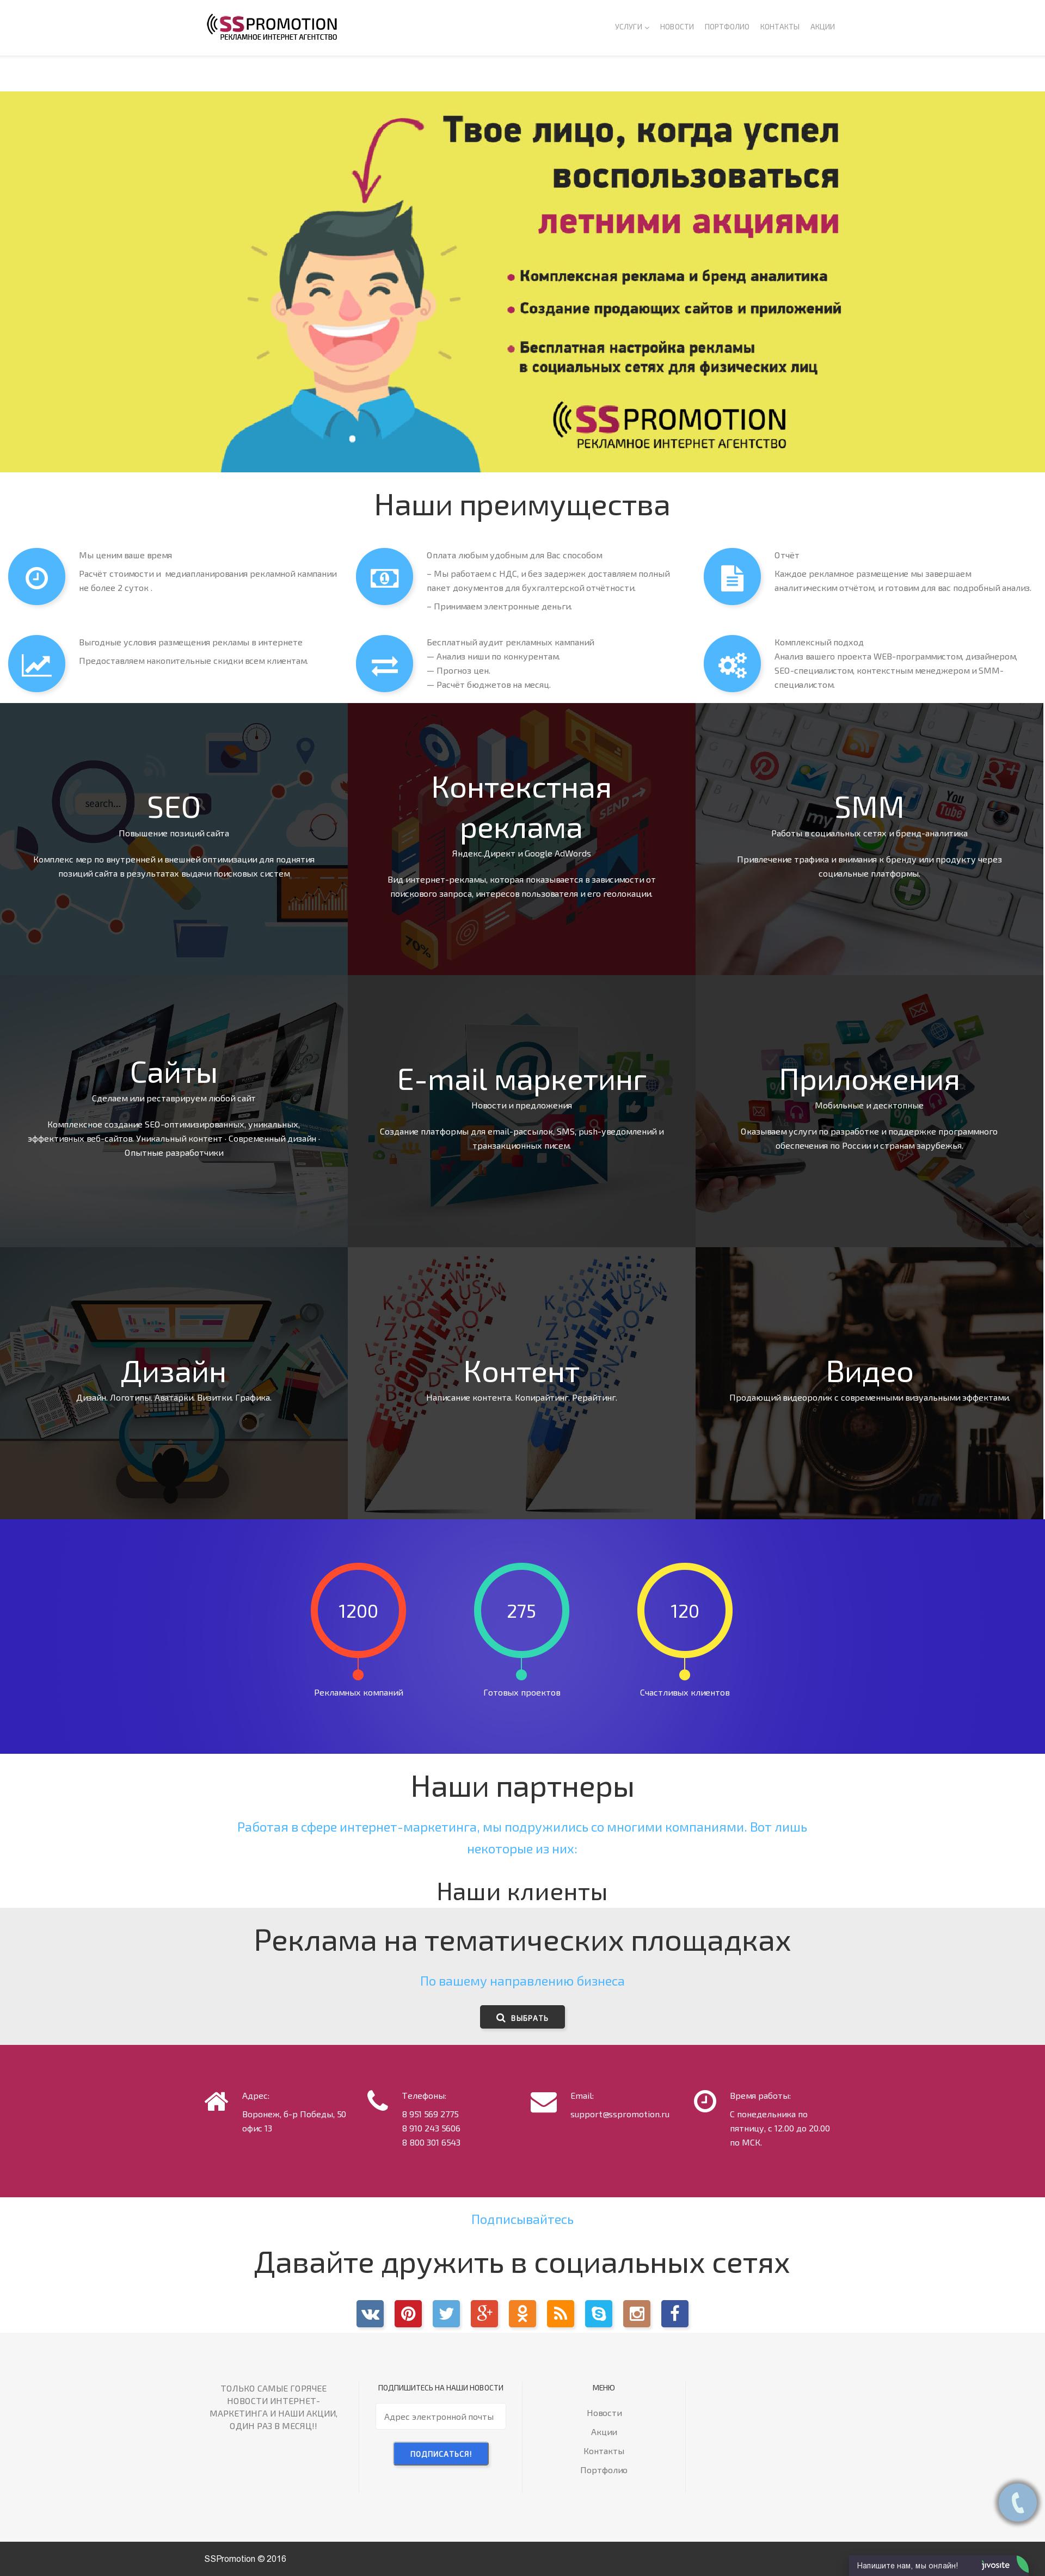 SSPROMOTION
РЕКЛАМНОЕ ИНТЕРНЕТ АГЕНТСТВО
УСЛУГИ НОВОСТИ ПОРТФОЛИО КОНТАКТЫ АКЦИИ
Твое лицо, когда успел
воспользоваться
летними акциями
Комплексная реклама и бренд аналитика
Создание продающих сайтов и приложений
Бесплатная настройка рекламы
в социальных сетях для физических лиц
SSPROMOTION
РЕКЛАМНОЕ ИНТЕРНЕТ АГЕНТСТВО
Наши преимущества
Мы ценим ваше время
Расчёт стоимости и медиапланирования рекламной кампании
не более 2 суток .
Оплата любым удобным для Вас способом
– Мы работаем с НДС, и без задержек доставляем полный
пакет документов для бухгалтерской отчётности.
– Принимаем электронные деньги.
Отчёт
Каждое рекламное размещение мы завершаем
аналитическим отчётом, и готовим для вас подробный анализ.
Выгодные условия размещения рекламы в интернете
Предоставляем накопительные скидки всем клиентам.
Бесплатный аудит рекламных кампаний
— Анализ ниши по конкурентам.
— Прогноз цен.
— Расчёт бюджетов на месяц.
Комплексный подход
Анализ вашего проекта WEB-программистом, дизайнером,
SEO-специалистом, контекстным менеджером и SMM-
специалистом.
search...
SEO
Повышение позиций сайта
Комплекс мер по внутренней и внешней оптимизации для поднятия
позиций сайта в результатах выдачи поисковых систем
Контекстная
реклама
Яндекс.Директ и Google AdWords
Вид интернет-рекламы, которая показывается в зависимости от
поискового запроса, интересов пользователя и его геолокации.
SEND
70%
SMM
Работы в социальных сетях и бренд-аналитика
Привлечение трафика и внимания к бренду или продукту через
социальные платформы.
You
my
Сайты
Сделаем или реставрируем любой сайт
Комплексное создание SEO-оптимизированных, уникальных,
эффективных веб-сайтов. Уникальный контент · Современный дизайн ·
Опытные разработчики
E-mail маркетинг
Новости и предложения
Создание платформы для email-рассылок, SMS, push-уведомлений и
транзакционных писем.
Приложения
Мобильные и десктопные
Оказываем услуги по разработке и поддержке программного
обеспечения по России и странам зарубежья.
Дизайн
Дизайн. Логотипы. Аватарки. Визитки. Графика.
Контент
Написание контента. Копирайтинг. Рерайтинг.
CONTENT
CONTENT
Видео
Продающий видеоролик с современными визуальными эффектами.
1200
Рекламных компаний
275
Готовых проектов
120
Счастливых клиентов
Наши партнеры
Работая в сфере интернет-маркетинга, мы подружились со многими компаниями. Вот лишь
некоторые из них:
Наши клиенты
Реклама на тематических площадках
По вашему направлению бизнеса
ВЫБРАТЬ
Адрес:
Воронеж, б-р Победы, 50
офис 13
Телефоны:
8 951 569 2775
8 910 243 5606
8 800 301 6543
Email:
support@sspromotion.ru
Время работы:
С понедельника по
пятницу, с 12.00 до 20.00
по МСК.
Подписывайтесь
Давайте дружить в социальных сетях
ТОЛЬКО САМЫЕ ГОРЯЧЕЕ
НОВОСТИ ИНТЕРНЕТ-
МАРКЕТИНГА И НАШИ АКЦИИ,
ОДИН РАЗ В МЕСЯЦ!!
ПОДПИШИТЕСЬ НА НАШИ НОВОСТИ
Адрес электронной почты
ПОДПИСАТЬСЯ!
МЕНЮ
Новости
Акции
Контакты
Портфолио
SSPromotion © 2016
Напишите нам, мы онлайн!
jivosite